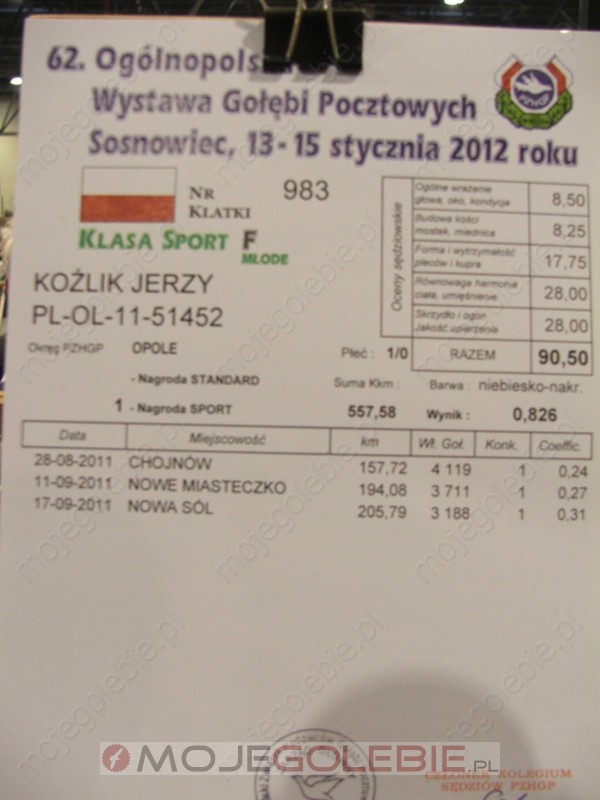 62. Ogólnopols
Wystawa Gołębi Pocztowych
Sosnowiec, 13-15 stycznia 2012 roku
NR KLATKI 983
KLASA SPORT F
MŁODE
KOŹLIK JERZY
PL-OL-11-51452
Okręg PZHGP OPOLE
Oceny sędziowskie
Ogólne wrażenie głowa, oko, kondycja 8,50
Budowa kości mostek, miednica 8,25
Forma i wytrzymałość pleców i kupra 17,75
Równowaga harmonia ciała, umięśnienie 28,00
Skrzydło i ogon Jakość upierzenia 28,00
Płeć : 1/0 RAZEM 90,50
- Nagroda STANDARD Suma Kkm : Barwa : niebiesko-nakr.
1 - Nagroda SPORT 557,58 Wynik : 0,826
Data Miejscowość km Wł. Goł. Konk. Coeffic.
28-08-2011 CHOJNÓW 157,72 4 119 1 0,24
11-09-2011 NOWE MIASTECZKO 194,08 3 711 1 0,27
17-09-2011 NOWA SÓL 205,79 3 188 1 0,31
MOJEGOLEBIE.PL
CZŁONEK KOLEGIUM
SĘDZIÓW PZHGP
mojegolebie.pl